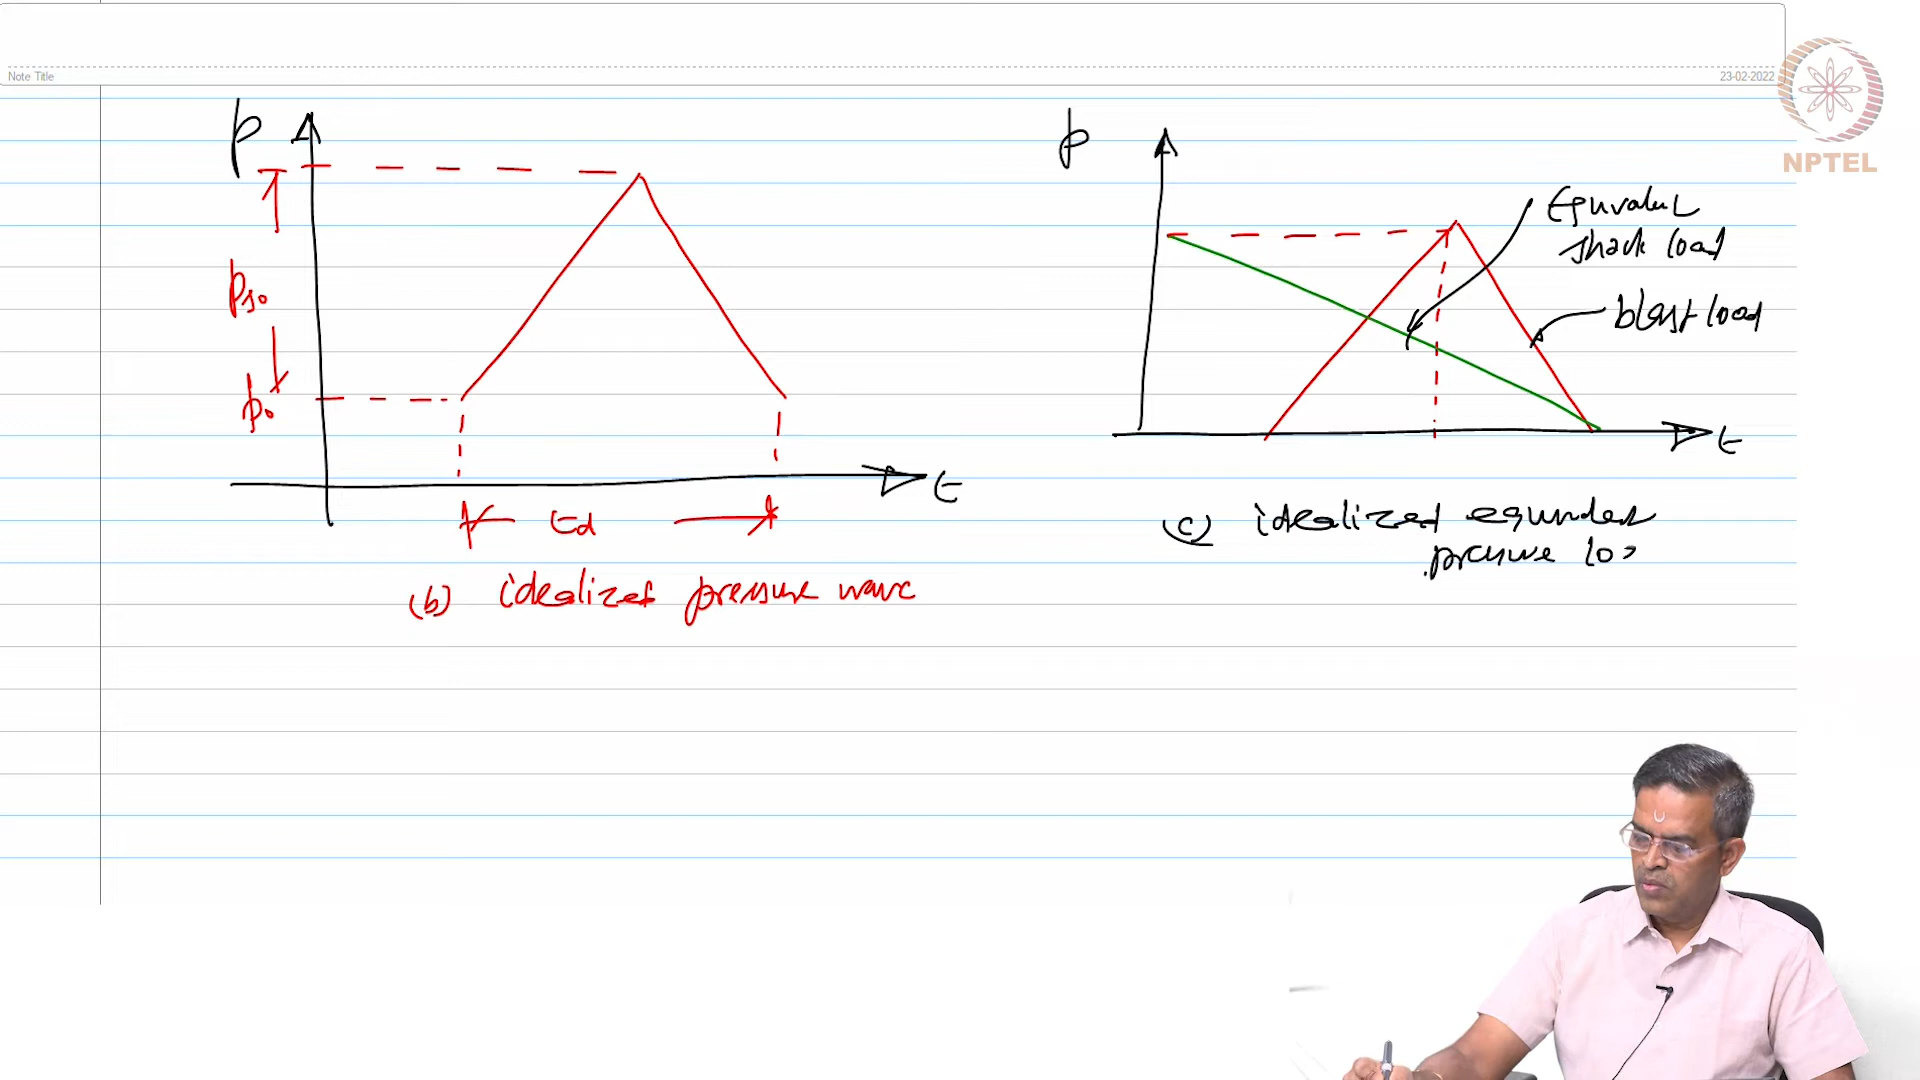 Note Title
23-02-2022
NPTEL
p
Pso
po
t
td
(b) idealized pressure wave
p
Equivalent
shock load
blast load
t
(c) idealized equivalent
pressure lo